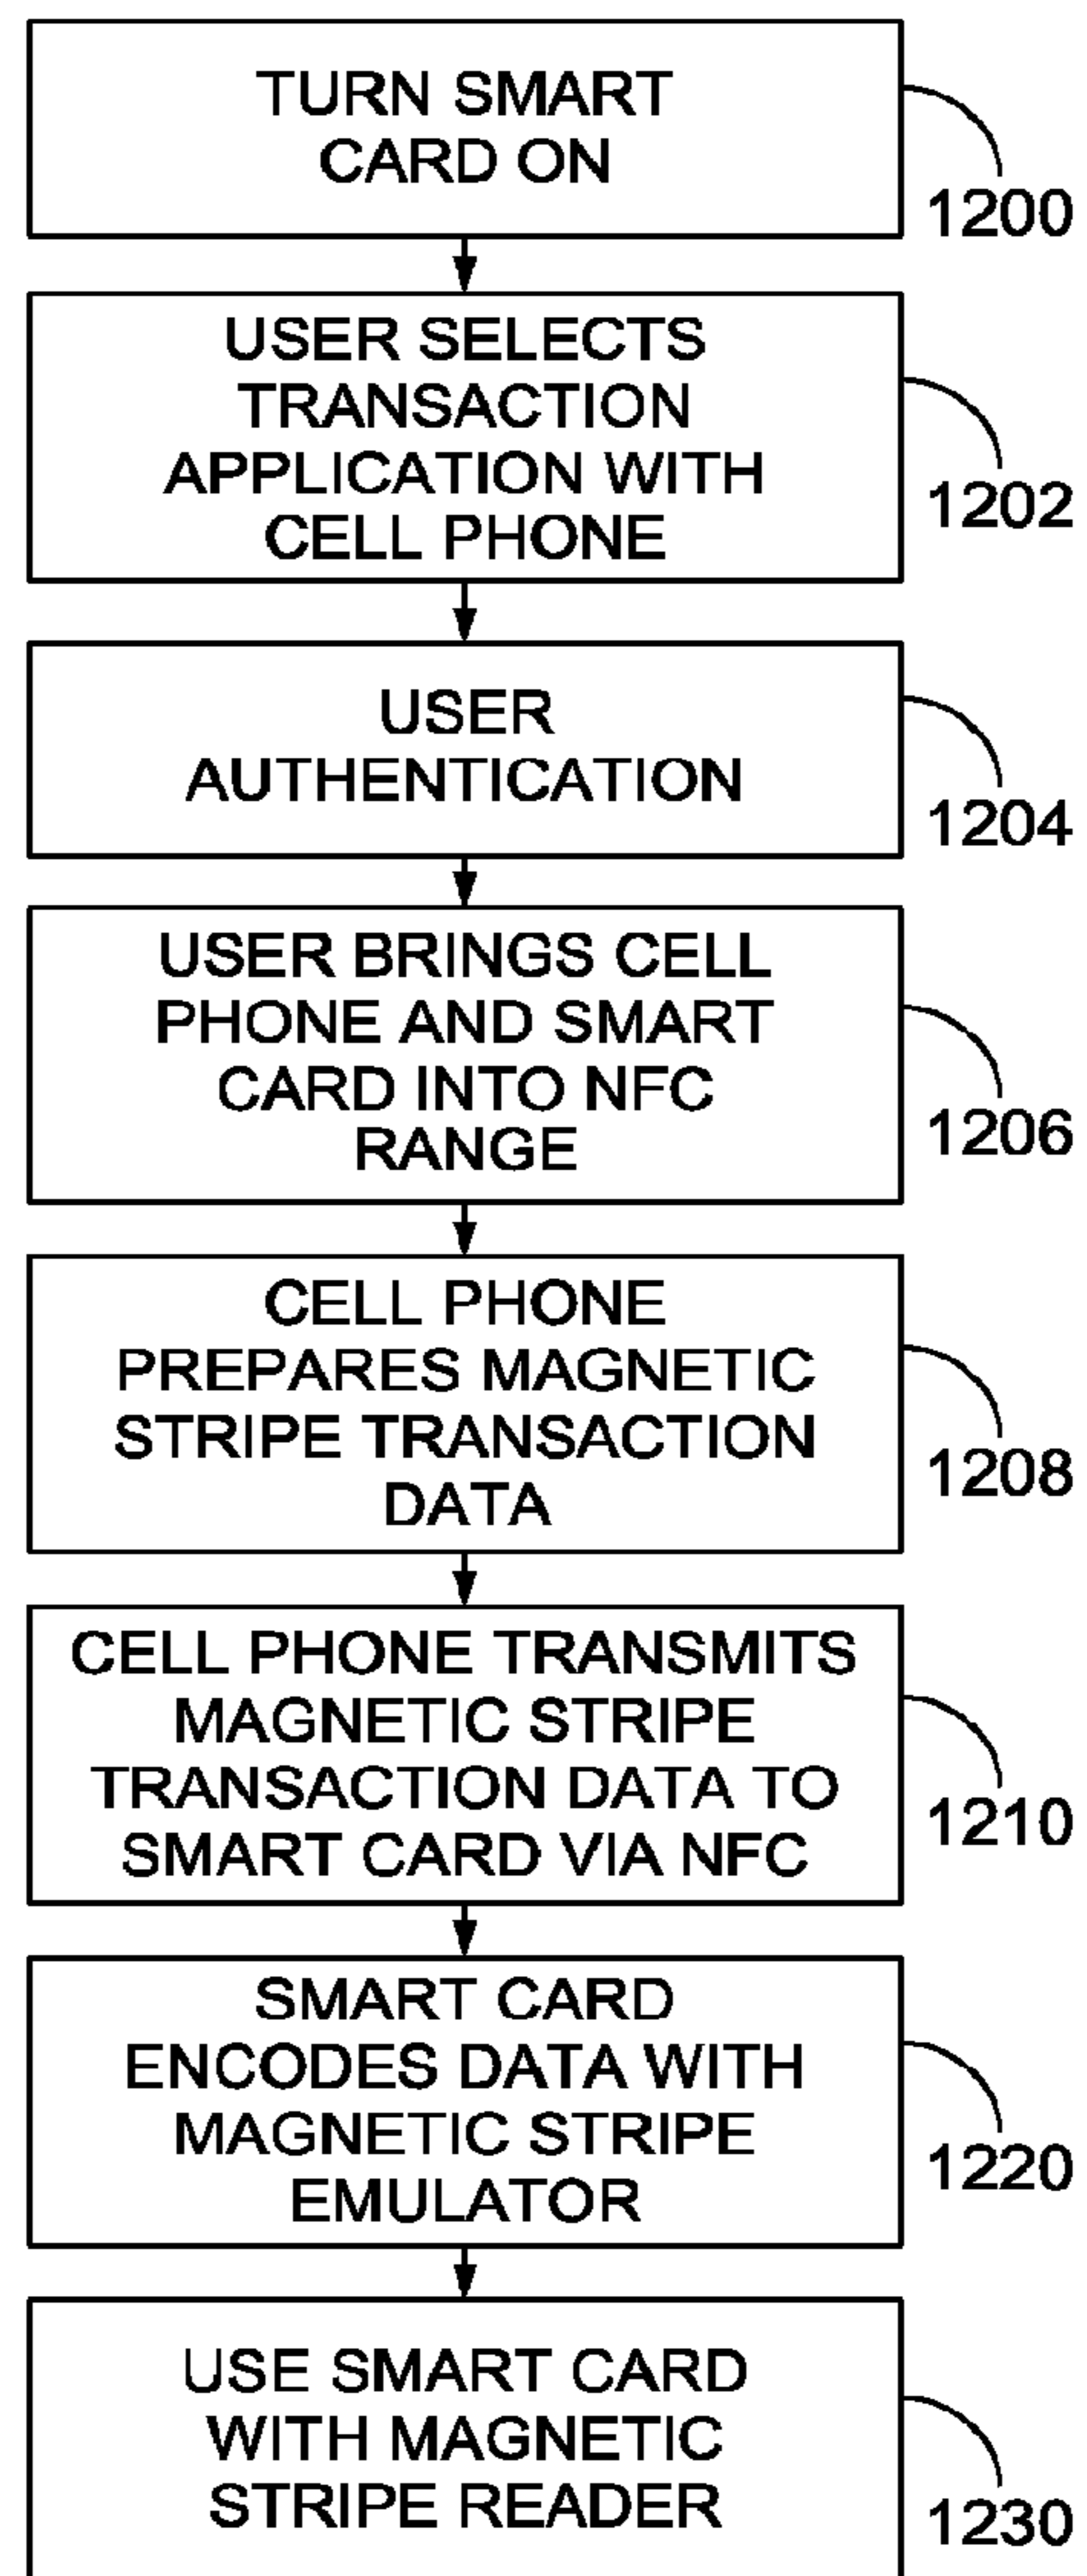 TURN SMART
CARD ON
1200
USER SELECTS
TRANSACTION
APPLICATION WITH
CELL PHONE
1202
USER
AUTHENTICATION
1204
USER BRINGS CELL
PHONE AND SMART
CARD INTO NFC
RANGE
1206
CELL PHONE
PREPARES MAGNETIC
STRIPE TRANSACTION
DATA
1208
CELL PHONE TRANSMITS
MAGNETIC STRIPE
TRANSACTION DATA TO
SMART CARD VIA NFC
1210
SMART CARD
ENCODES DATA WITH
MAGNETIC STRIPE
EMULATOR
1220
USE SMART CARD
WITH MAGNETIC
STRIPE READER
1230